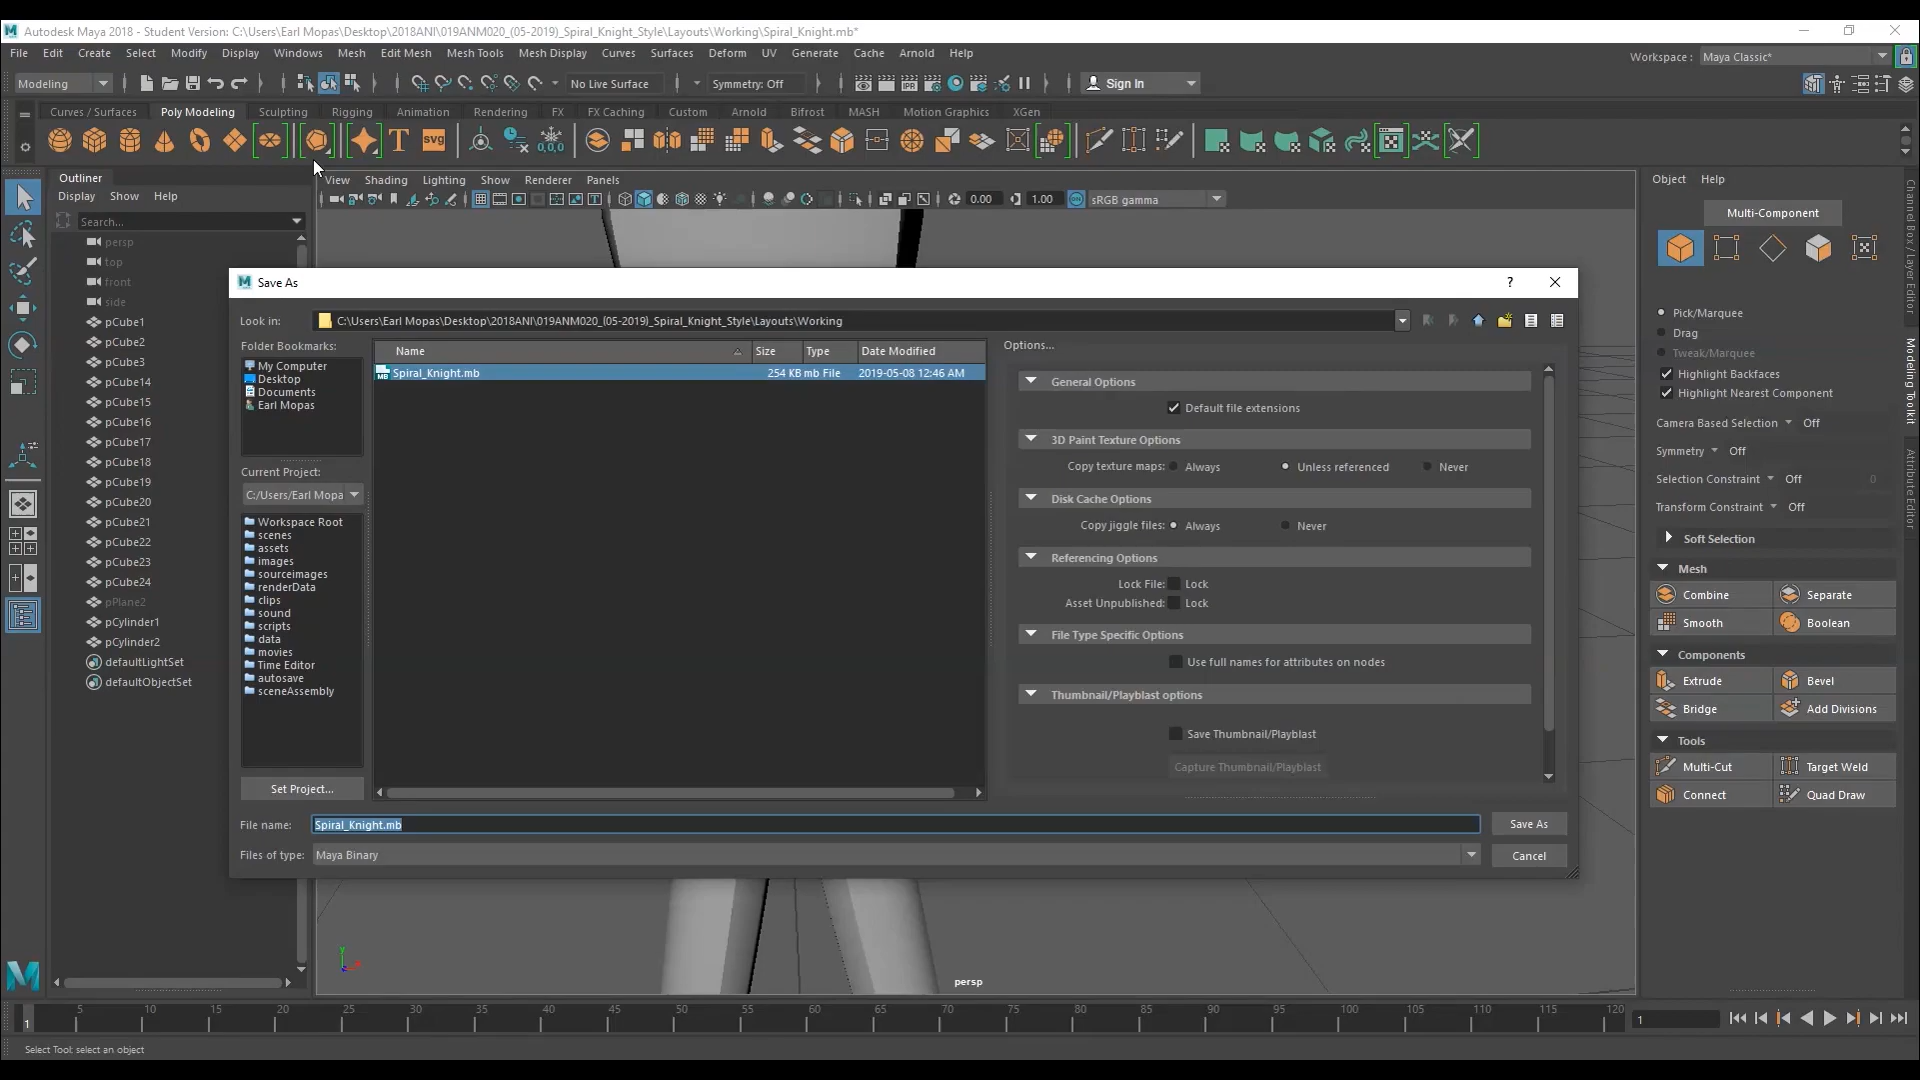 Autodesk Maya 2018 - Student Version: C:\Users\Earl Mopas\Desktop\2018ANI\019ANM020_(05-2019)_Spiral_Knight_Style\Layouts\Working\Spiral_Knight.mb*
File Edit Create Select Modify Display Windows Mesh Edit Mesh Mesh Tools Mesh Display Curves Surfaces Deform UV Generate Cache Arnold Help
Workspace : Maya Classic*
Modeling No Live Surface Symmetry: Off Sign In
Curves / Surfaces Poly Modeling Sculpting Rigging Animation Rendering FX FX Caching Custom Arnold Bifrost MASH Motion Graphics XGen
T SVG 0,0,0
Outliner
Display Show Help
Search...
persp
top
front
side
pCube1
pCube2
pCube3
pCube14
pCube15
pCube16
pCube17
pCube18
pCube19
pCube20
pCube21
pCube22
pCube23
pCube24
pPlane2
pCylinder1
pCylinder2
defaultLightSet
defaultObjectSet
View Shading Lighting Show Renderer Panels
0.00 1.00 sRGB gamma
Save As
?
Look in: C:\Users\Earl Mopas\Desktop\2018ANI\019ANM020_(05-2019)_Spiral_Knight_Style\Layouts\Working
Folder Bookmarks:
My Computer
Desktop
Documents
Earl Mopas
Current Project:
C:/Users/Earl Mopa
Workspace Root
scenes
assets
images
sourceimages
renderData
clips
sound
scripts
data
movies
Time Editor
autosave
sceneAssembly
Set Project...
Name Size Type Date Modified
Spiral_Knight.mb 254 KB mb File 2019-05-08 12:46 AM
Options...
General Options
Default file extensions
3D Paint Texture Options
Copy texture maps: Always Unless referenced Never
Disk Cache Options
Copy jiggle files: Always Never
Referencing Options
Lock File: Lock
Asset Unpublished: Lock
File Type Specific Options
Use full names for attributes on nodes
Thumbnail/Playblast options
Save Thumbnail/Playblast
Capture Thumbnail/Playblast
File name: Spiral_Knight.mb Save As
Files of type: Maya Binary Cancel
persp
y
Object Help
Multi-Component
Pick/Marquee
Drag
Tweak/Marquee
Highlight Backfaces
Highlight Nearest Component
Camera Based Selection Off
Symmetry Off
Selection Constraint Off 0
Transform Constraint Off
Soft Selection
Mesh
Combine Separate
Smooth Boolean
Components
Extrude Bevel
Bridge Add Divisions
Tools
Multi-Cut Target Weld
Connect Quad Draw
Channel Box / Layer Editor
Modeling Toolkit
Attribute Editor
5 10 15 20 25 30 35 40 45 50 55 60 65 70 75 80 85 90 95 100 105 110 115 120
1 1
Select Tool: select an object